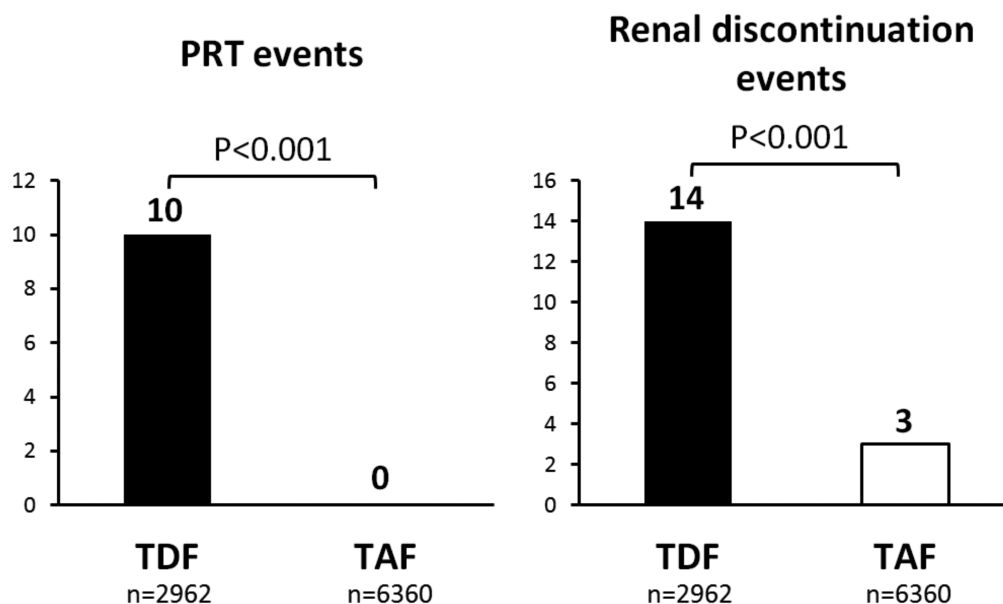 PRT events
P<0.001
12
10
8
6
4
2
0
10
0
TDF
TAF
n=2962
n=6360
Renal discontinuation
events
P<0.001
16
14
12
10
8
6
4
2
0
14
3
TDF
TAF
n=2962
n=6360